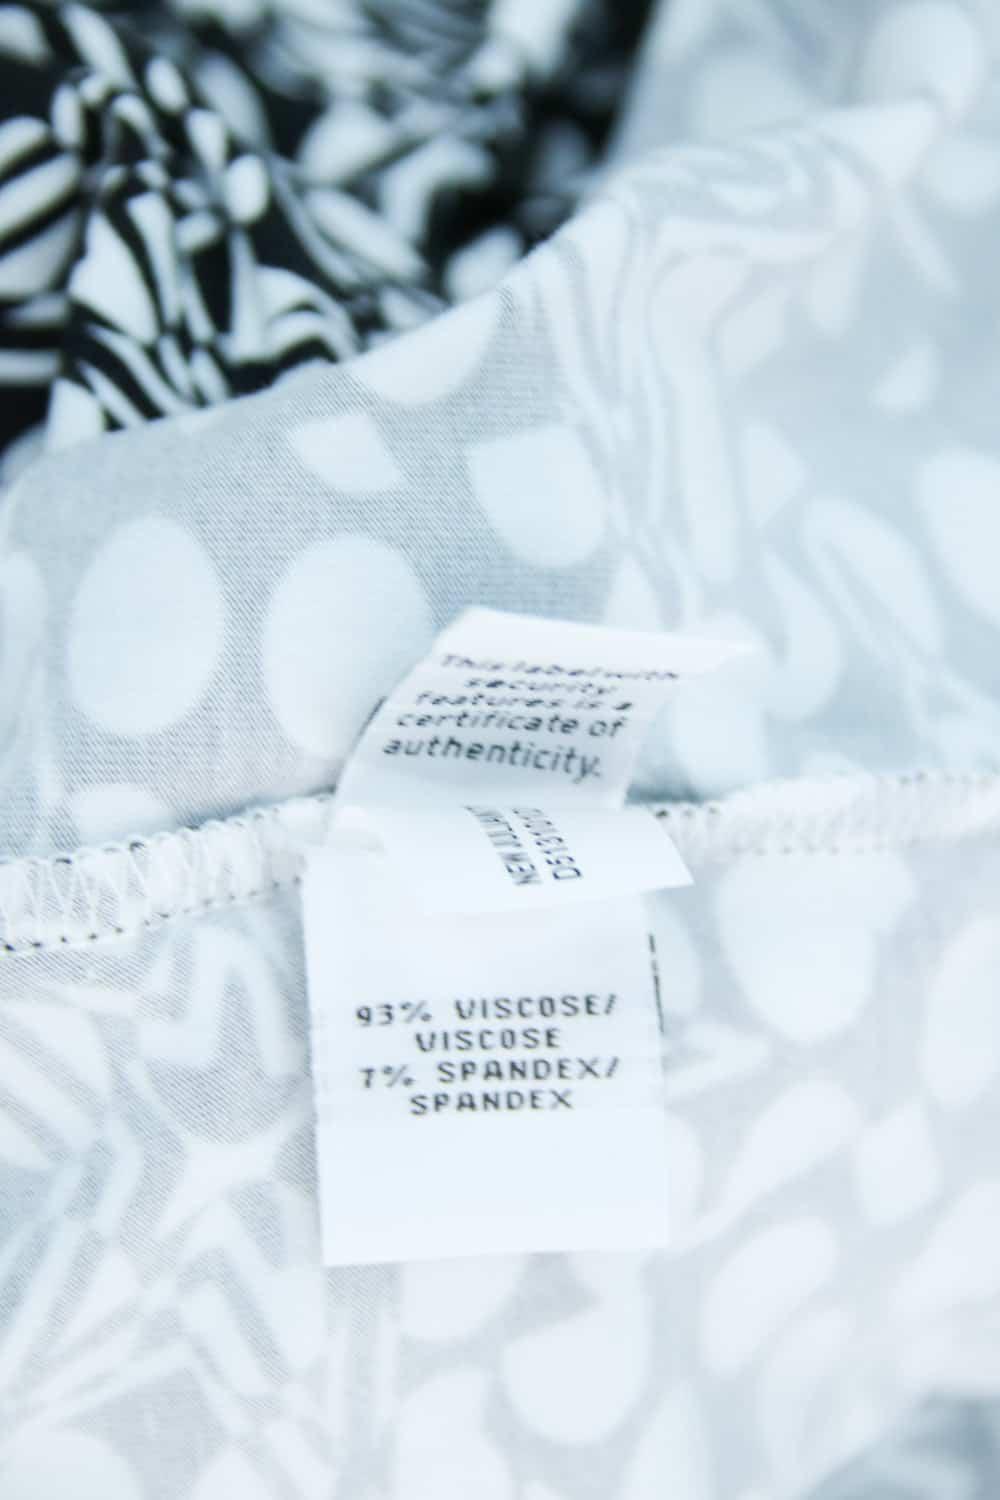 This label with
security
features is a
certificate of
authenticity.
93% VISCOSE/
VISCOSE
7% SPANDEX/
SPANDEX